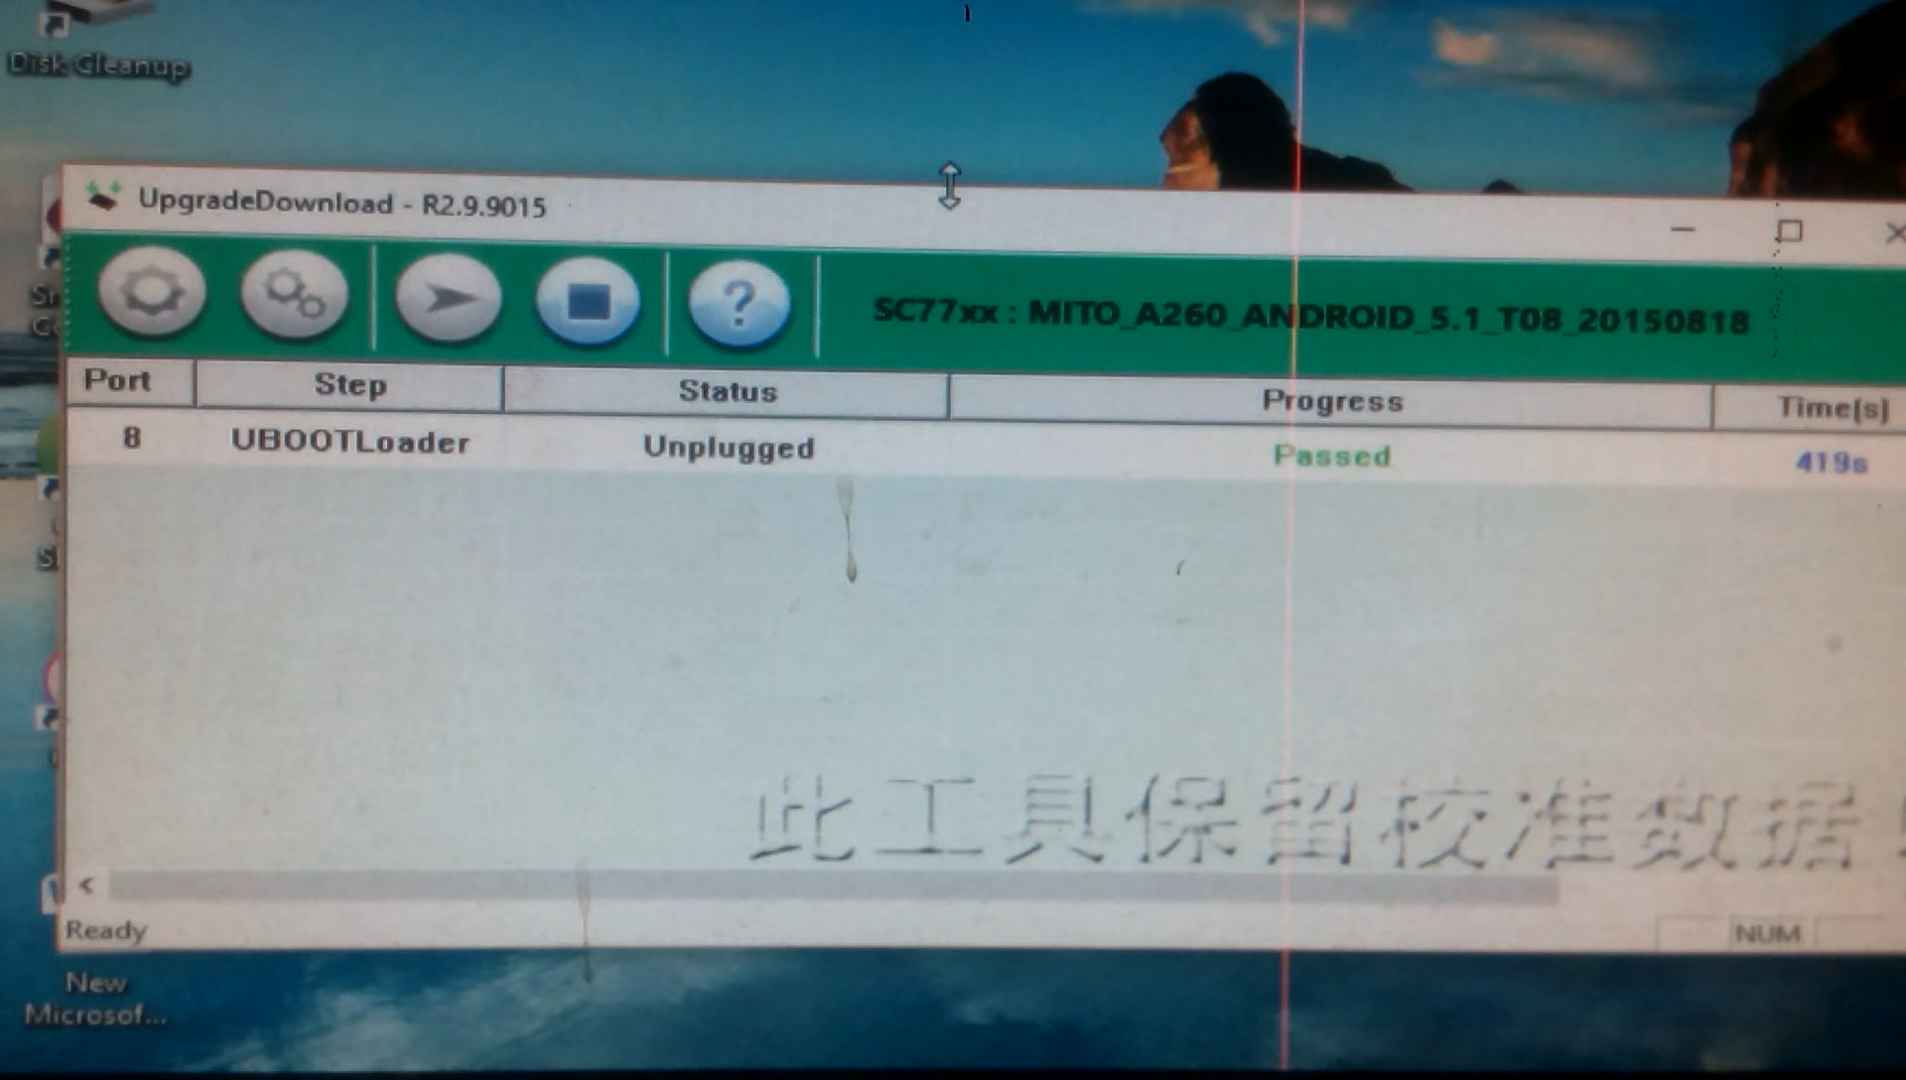 Disk Cleanup
UpgradeDownload - R2.9.9015
SC77xx : MITO_A260_ANDROID_5.1_T08_20150818
Port Step Status Progress Time(s)
8 UBOOTLoader Unplugged Passed 419s
此工具保留校准数据
Ready NUM
New
Microsof...